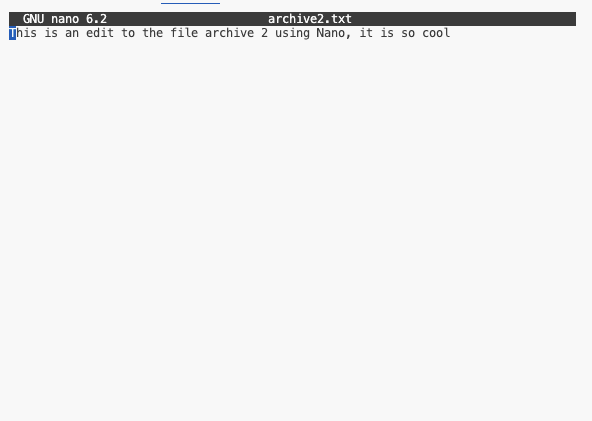 GNU nano 6.2 archive2.txt
This is an edit to the file archive 2 using Nano, it is so cool